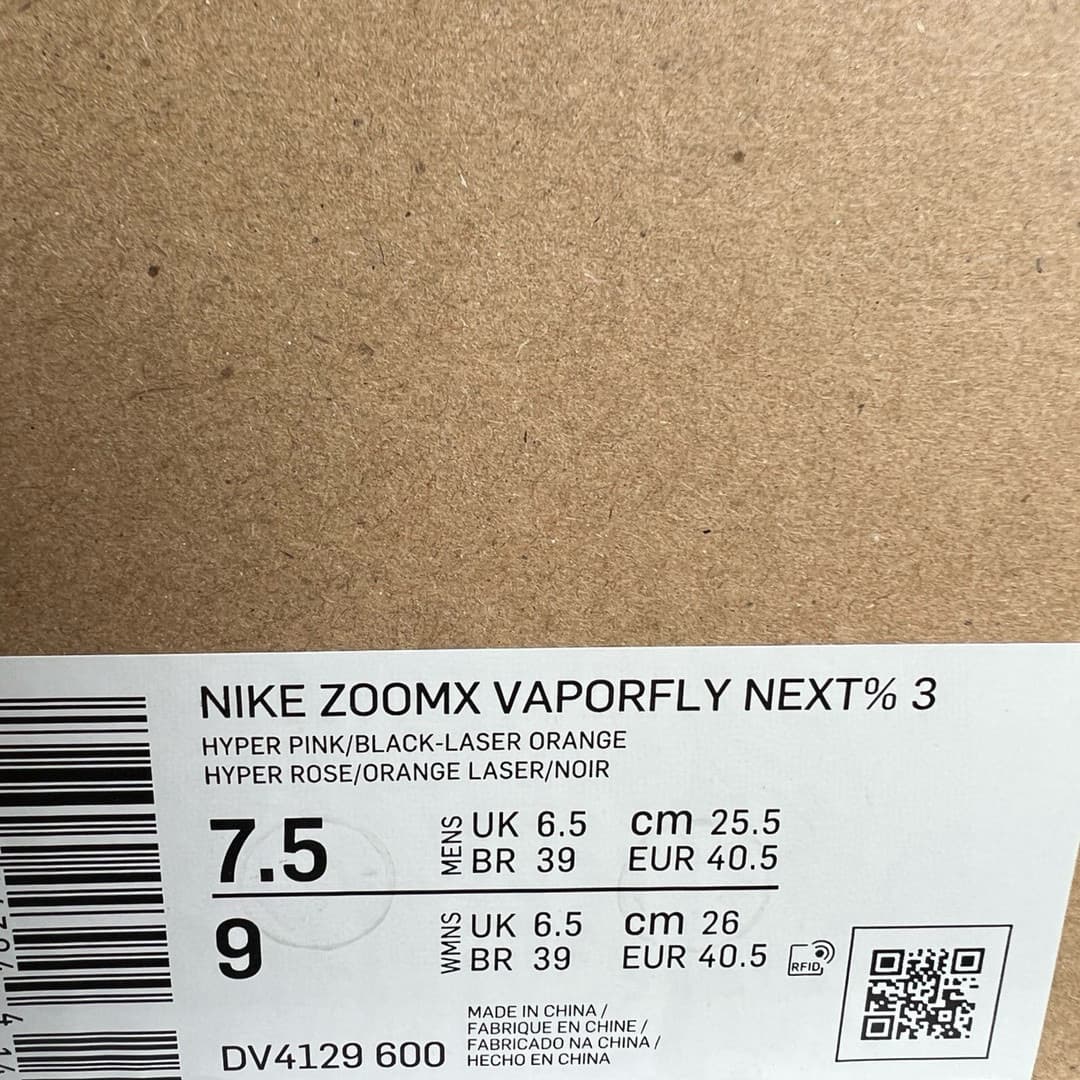 NIKE ZOOMX VAPORFLY NEXT% 3
HYPER PINK/BLACK-LASER ORANGE
HYPER ROSE/ORANGE LASER/NOIR
7.5 MENS UK 6.5 cm 25.5
BR 39 EUR 40.5
9 WMNS UK 6.5 cm 26
BR 39 EUR 40.5
RFID
MADE IN CHINA /
FABRIQUE EN CHINE /
FABRICADO NA CHINA /
HECHO EN CHINA
DV4129 600